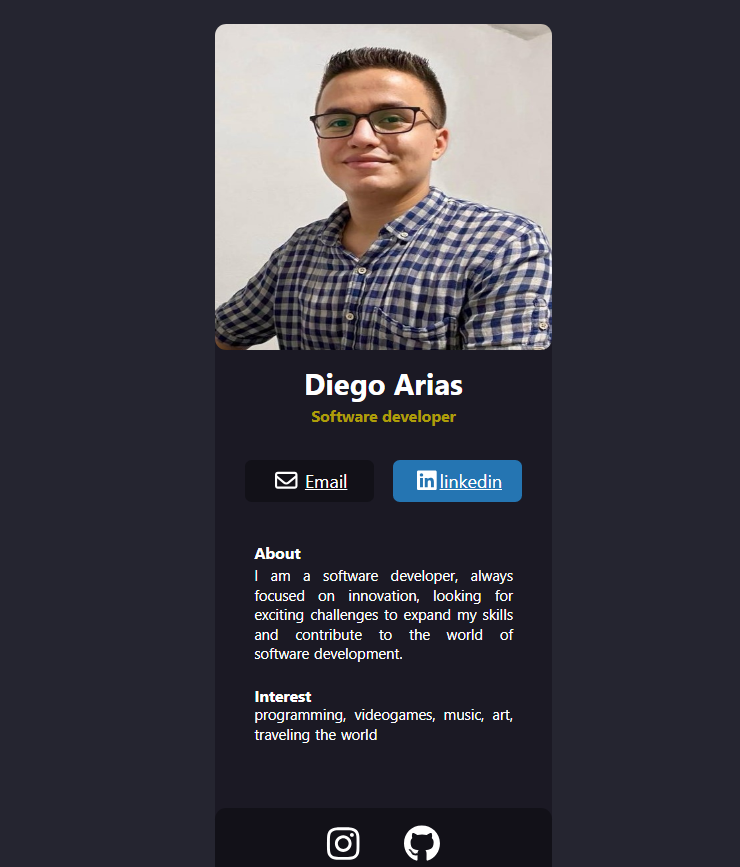 Diego Arias
Software developer
Email
linkedin
About
I am a software developer, always
focused on innovation, looking for
exciting challenges to expand my skills
and contribute to the world of
software development.
Interest
programming, videogames, music, art,
traveling the world